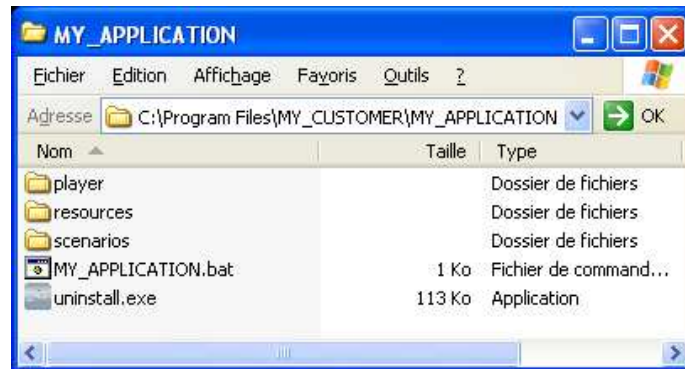 MY_APPLICATION
Fichier Edition Affichage Favoris Outils ?
Adresse C:\Program Files\MY_CUSTOMER\MY_APPLICATION OK
Nom Taille Type
player Dossier de fichiers
resources Dossier de fichiers
scenarios Dossier de fichiers
MY_APPLICATION.bat 1 Ko Fichier de command...
uninstall.exe 113 Ko Application